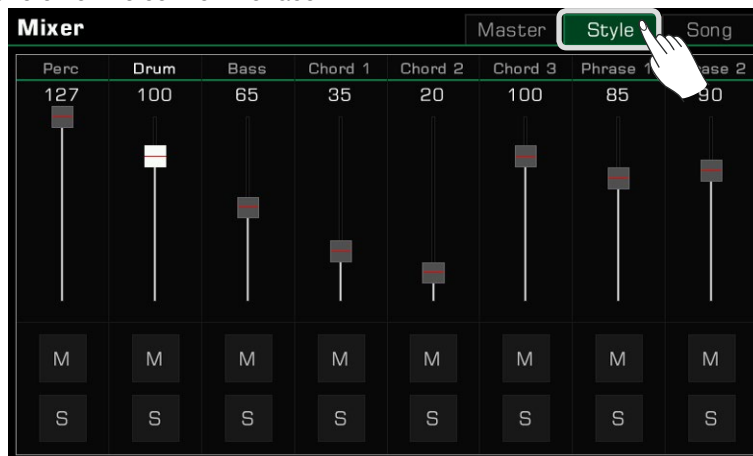 Mixer Master Style Song
Perc Drum Bass Chord 1 Chord 2 Chord 3 Phrase 1 ase 2
127 100 65 35 20 100 85 90
M M M M M M M M
S S S S S S S S